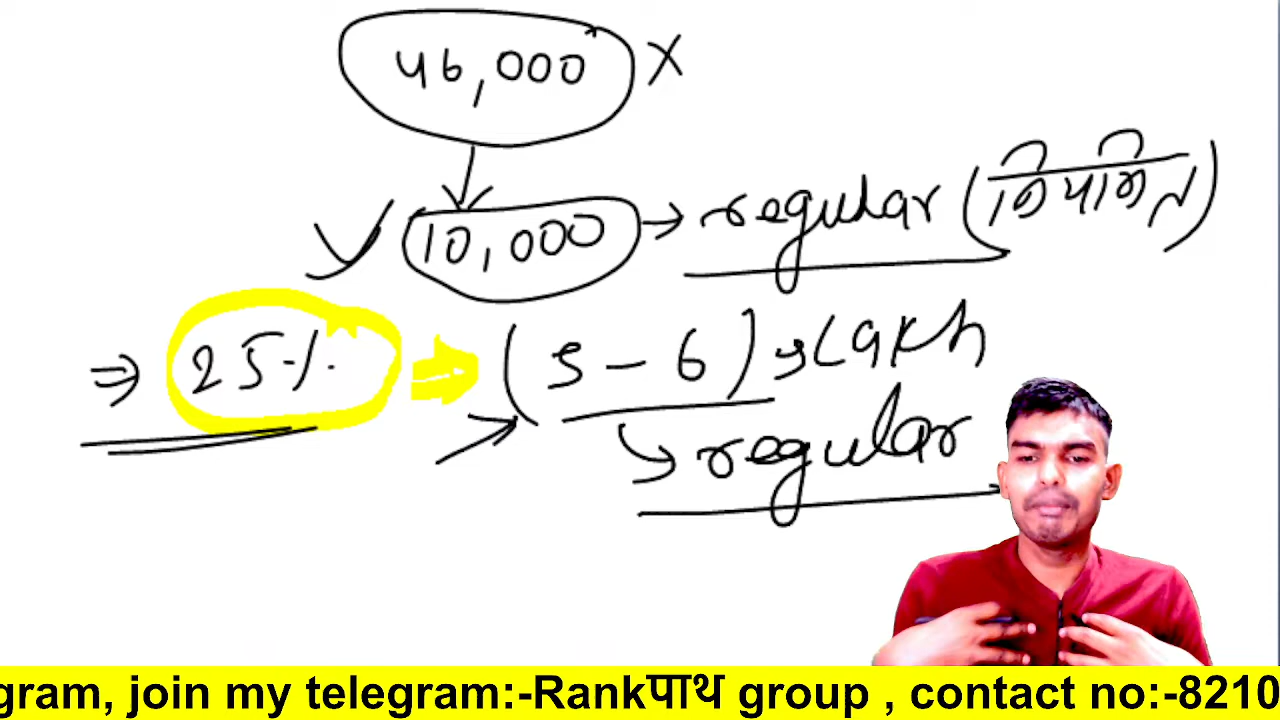 46,000 X
10,000 → regular (नियमित)
⇒ 25% ⇒ (5 - 6) → Lakh
↳ regular
gram, join my telegram:-Rankपाथ group , contact no:-8210